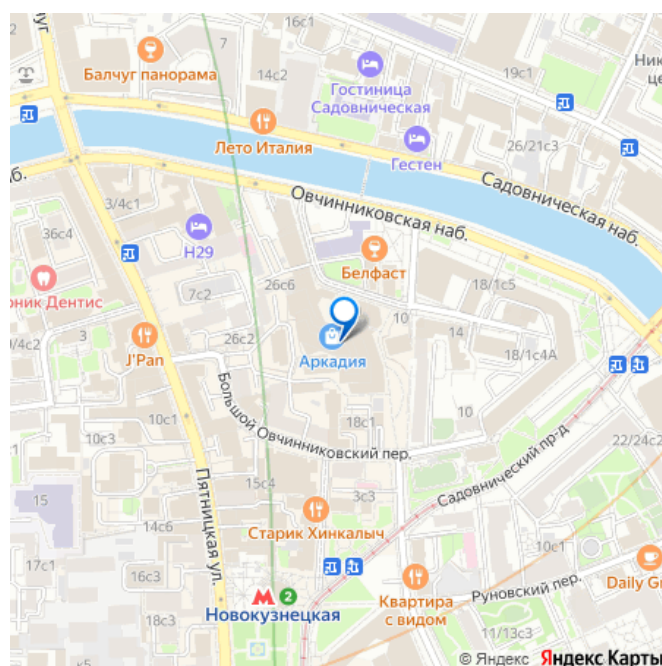 Балчуг панорама
14с2
Гостиница
Садовническая
19с1
Лето Италия
Гестен
26/21с3
Садовническая наб.
Овчинниковская наб.
3/4с1
36с4
Н29
Белфаст
7с2
26с6
18/1с5
3
J'Pan
26с2
Аркадия
10
14
18/1с4А
Большой Овчинниковский пер.
10с1
10с3
18с1
10
22/24с2
15
15с4
3с3
Садовнический пр-д
Пятницкая ул.
14с6
Старик Хинкалыч
10с1
17с1
16с3
2
Новокузнецкая
18с3
Квартира
с видом
Руновский пер.
11/13с3
© Яндекс Яндекс Карты